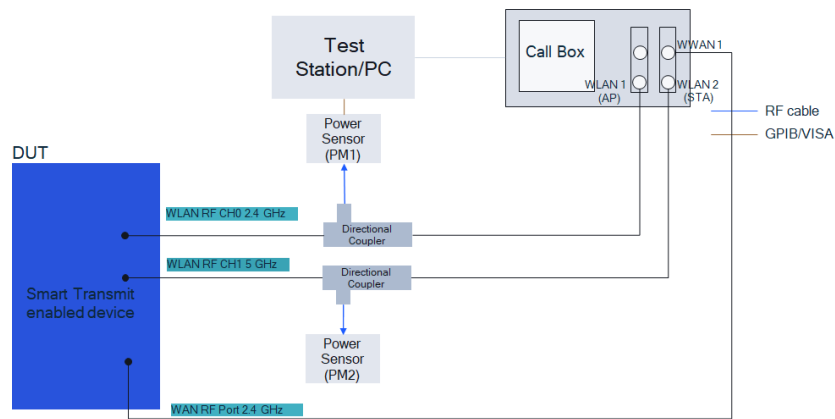 Test
Station/PC
Call Box
WWAN 1
WLAN 1
(AP)
WLAN 2
(STA)
RF cable
GPIB/VISA
Power
Sensor
(PM1)
DUT
WLAN RF CH0 2.4 GHz
Directional
Coupler
WLAN RF CH1 5 GHz
Directional
Coupler
Smart Transmit
enabled device
Power
Sensor
(PM2)
WAN RF Port 2.4 GHz